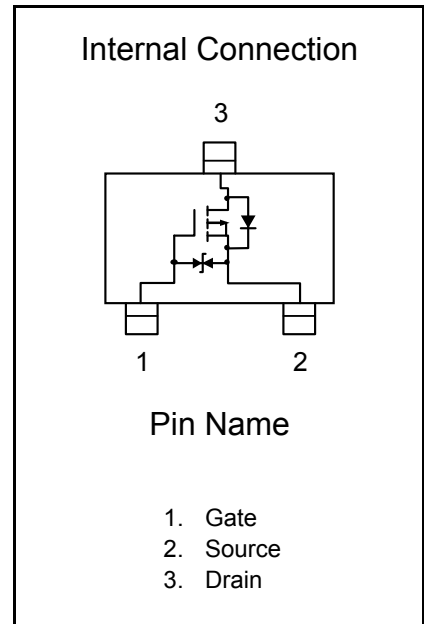 Internal Connection
3
1 2
Pin Name
1. Gate
2. Source
3. Drain